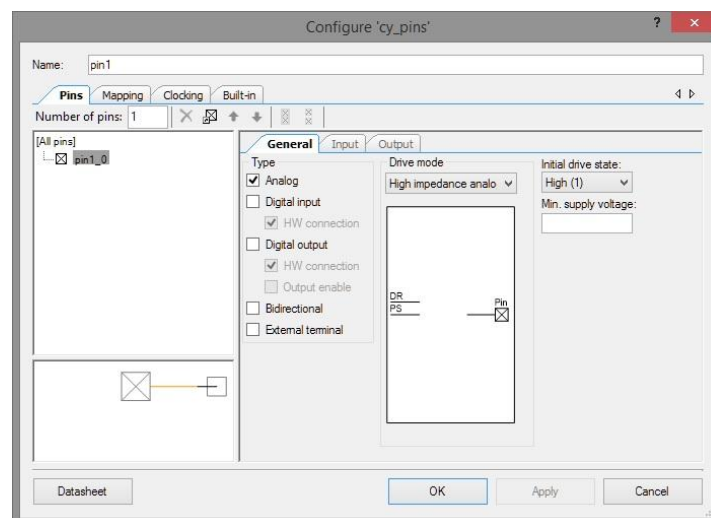 Configure 'cy_pins'
? ×
Name: pin1
Pins Mapping Clocking Built-in
Number of pins: 1
[All pins]
pin1_0
General Input Output
Type
Analog
Digital input
HW connection
Digital output
HW connection
Output enable
Bidirectional
External terminal
Drive mode
High impedance analo
DR
PS
Pin
Initial drive state:
High (1)
Min. supply voltage:
Datasheet OK Apply Cancel